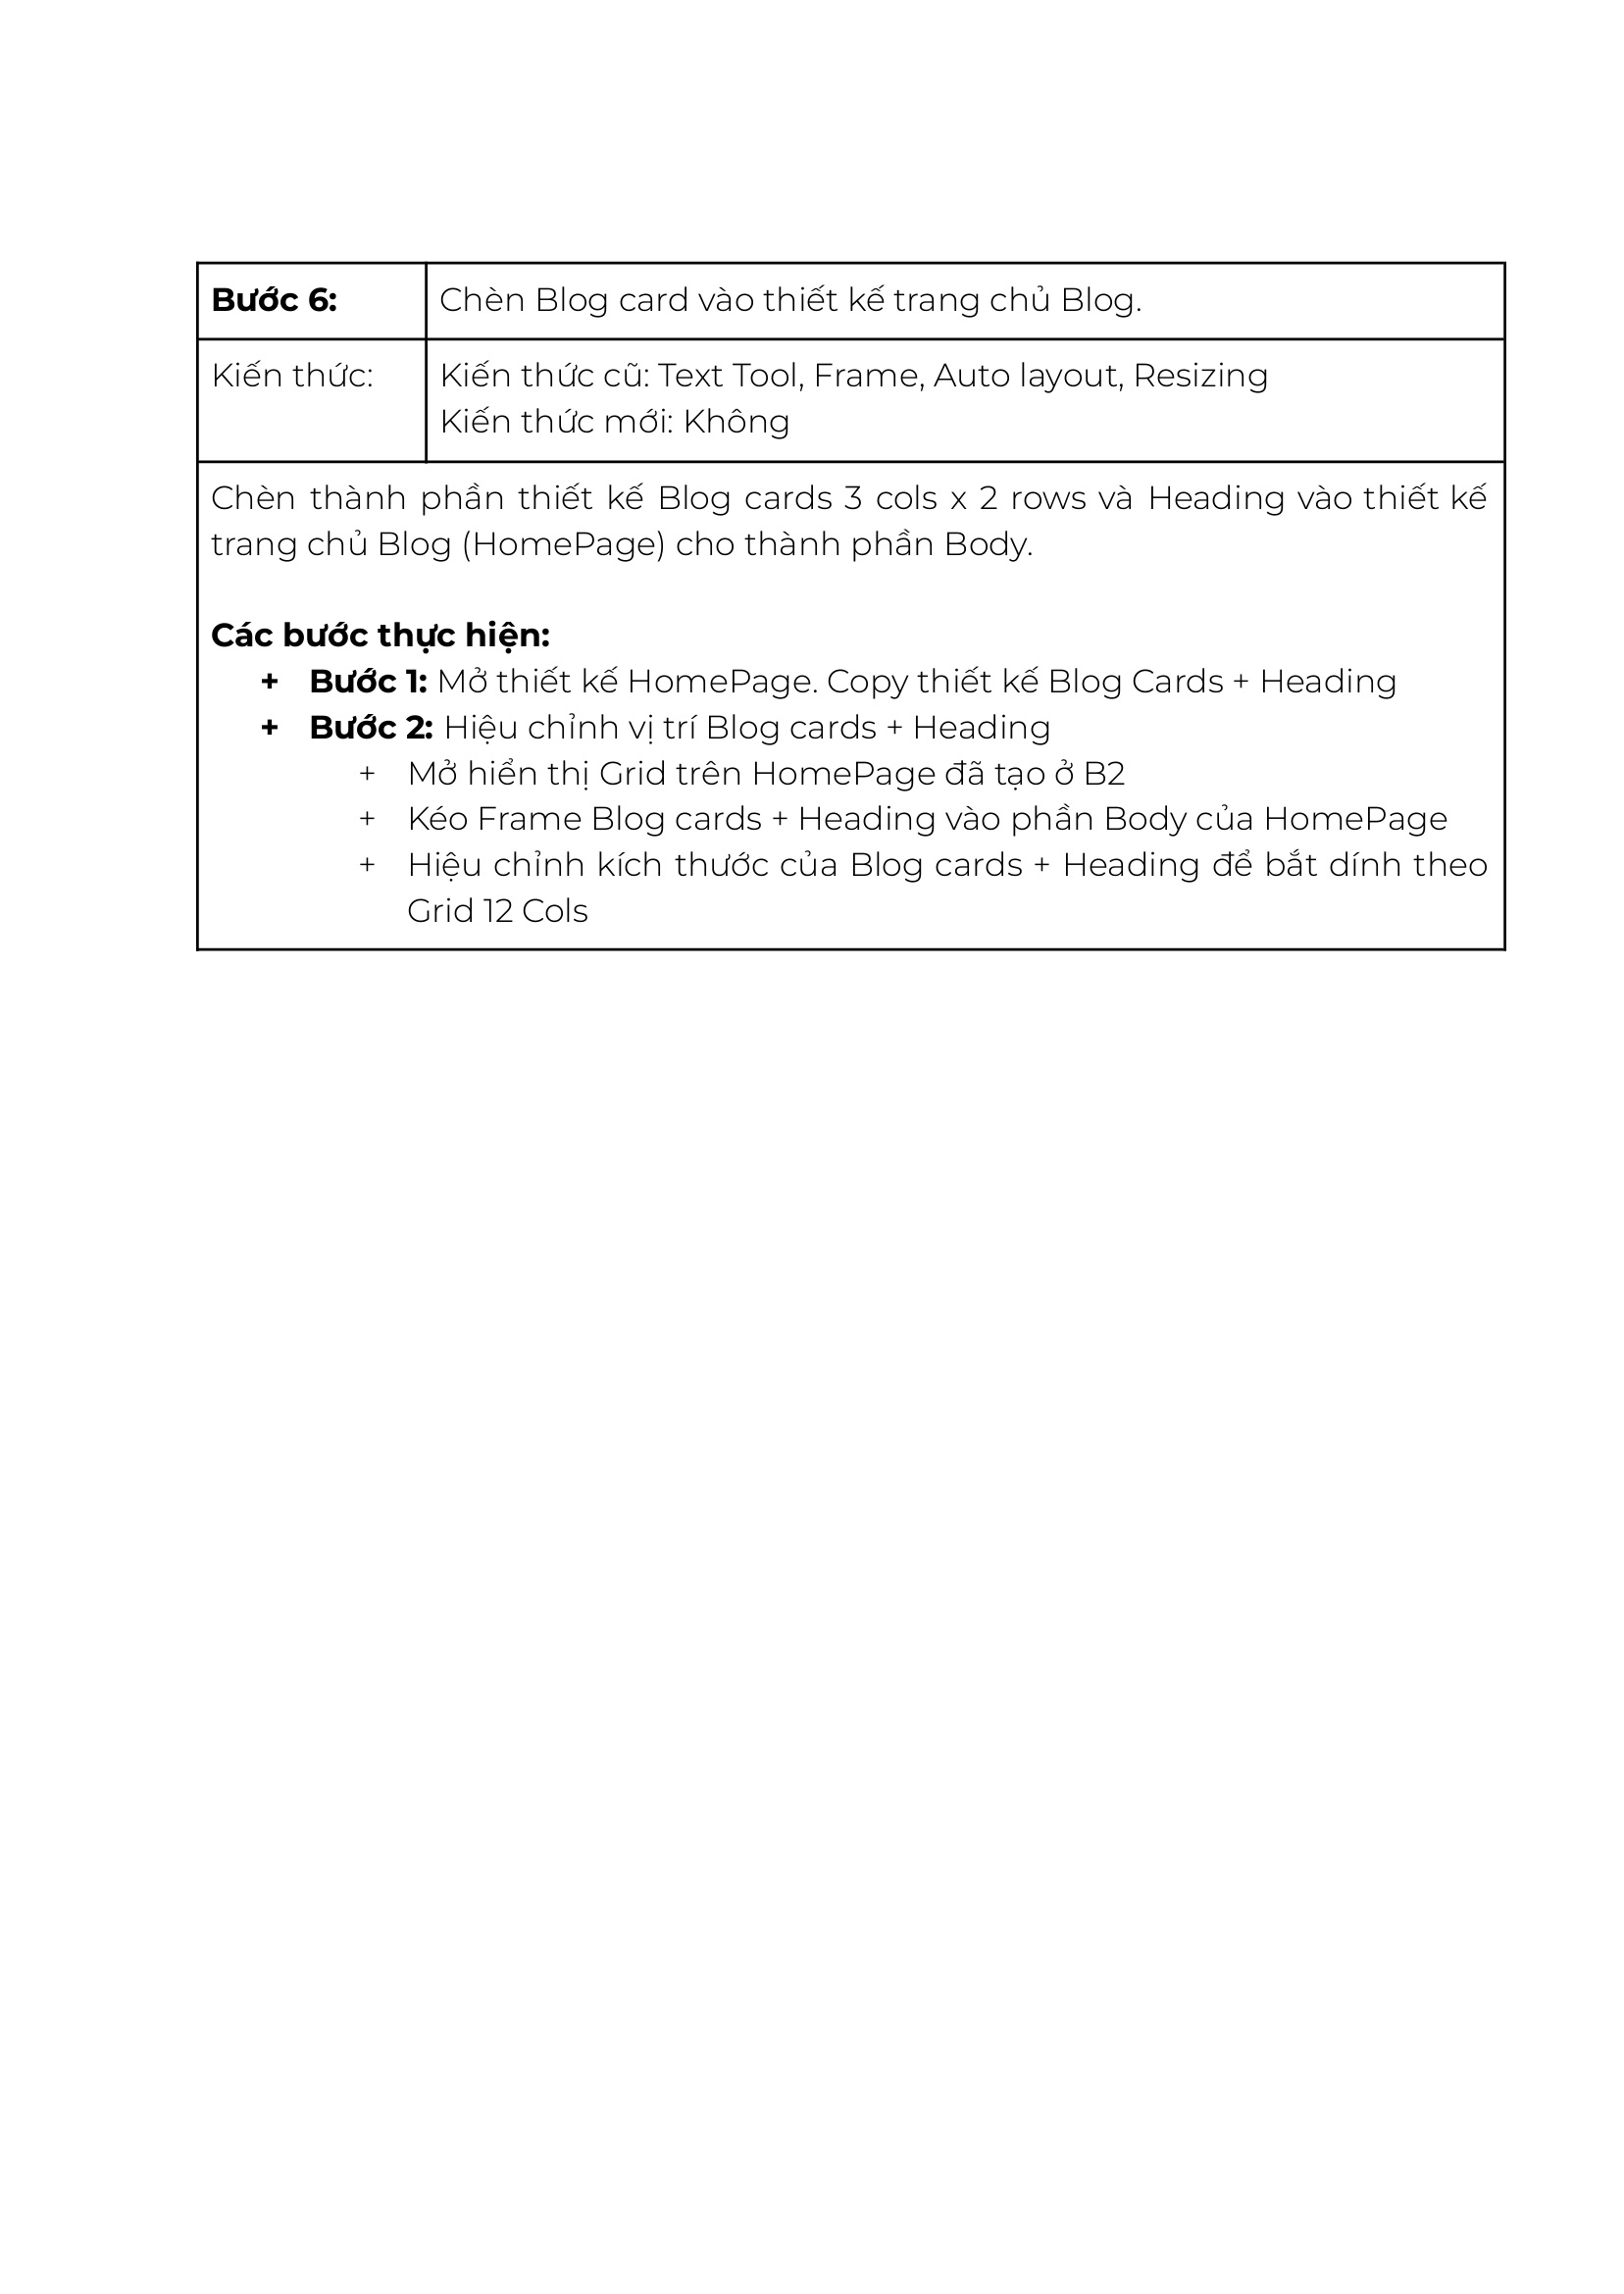 Bước 6:
Chèn Blog card vào thiết kế trang chủ Blog.
Kiến thức:
Kiến thức cũ: Text Tool, Frame, Auto layout, Resizing
Kiến thức mới: Không
Chèn thành phần thiết kế Blog cards 3 cols x 2 rows và Heading vào thiết kế
trang chủ Blog (HomePage) cho thành phần Body.
Các bước thực hiện:
+ Bước 1: Mở thiết kế HomePage. Copy thiết kế Blog Cards + Heading
+ Bước 2: Hiệu chỉnh vị trí Blog cards + Heading
+ Mở hiển thị Grid trên HomePage đã tạo ở B2
+ Kéo Frame Blog cards + Heading vào phần Body của HomePage
+ Hiệu chỉnh kích thước của Blog cards + Heading để bắt dính theo
Grid 12 Cols